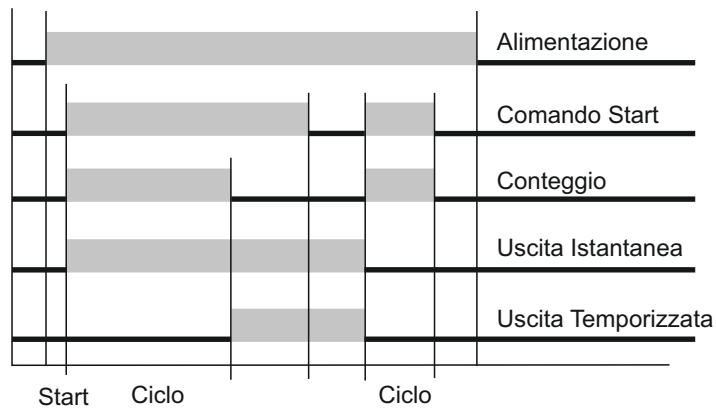 Alimentazione
Comando Start
Conteggio
Uscita Istantanea
Uscita Temporizzata
Start Ciclo Ciclo